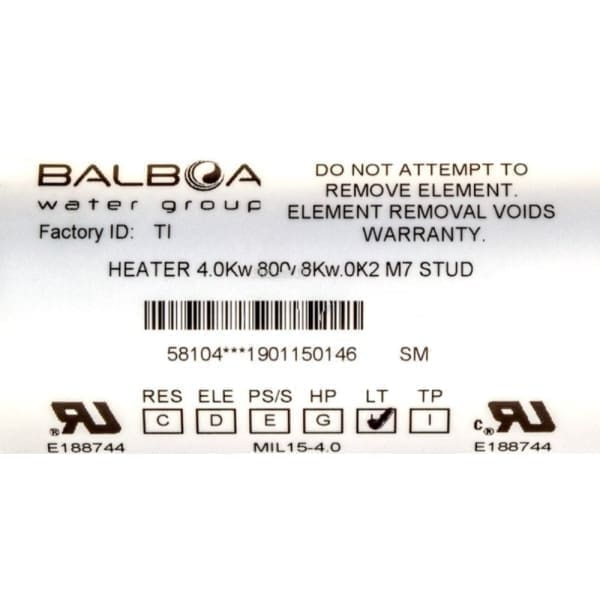 BALBOA
water group
Factory ID: TI
DO NOT ATTEMPT TO
REMOVE ELEMENT.
ELEMENT REMOVAL VOIDS
WARRANTY.
HEATER 4.0Kw 800v 8Kw.0K2 M7 STUD
58104***1901150146 SM
RES ELE PS/S HP LT TP
C D E G I
E188744 MIL15-4.0 E188744